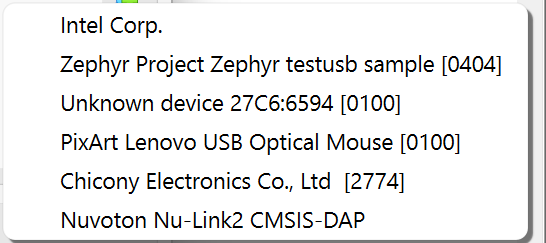 Intel Corp.
Zephyr Project Zephyr testusb sample [0404]
Unknown device 27C6:6594 [0100]
PixArt Lenovo USB Optical Mouse [0100]
Chicony Electronics Co., Ltd  [2774]
Nuvoton Nu-Link2 CMSIS-DAP